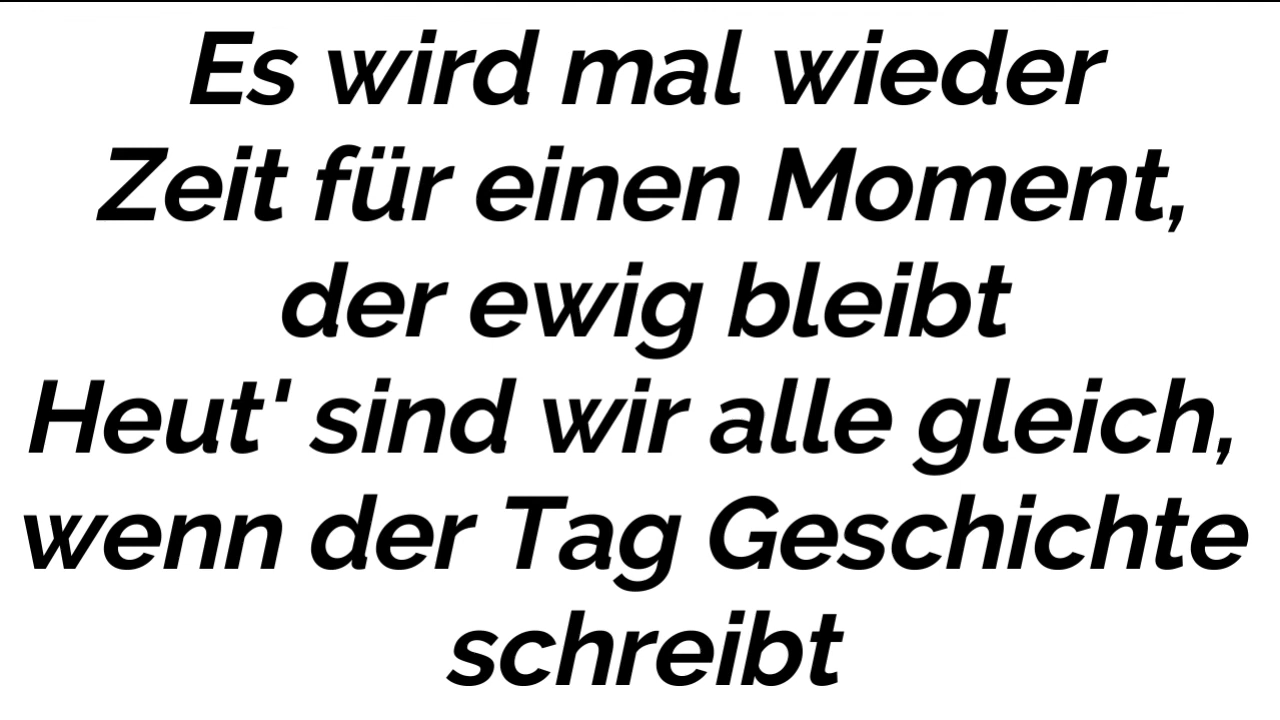 Es wird mal wieder
Zeit für einen Moment,
der ewig bleibt
Heut' sind wir alle gleich,
wenn der Tag Geschichte
schreibt